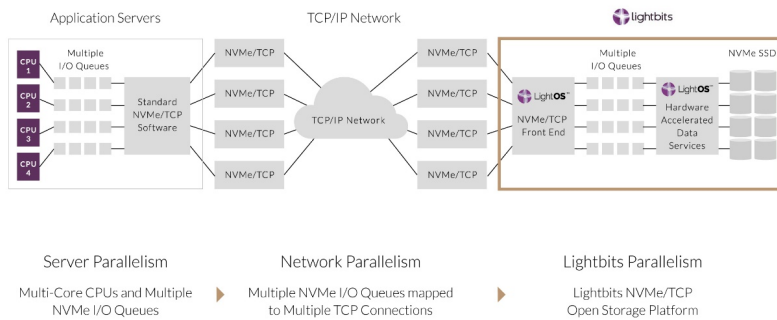 Application Servers
TCP/IP Network
lightbits
Multiple
I/O Queues
CPU
1
CPU
2
CPU
3
CPU
4
Standard
NVMe/TCP
Software
NVMe/TCP
NVMe/TCP
NVMe/TCP
NVMe/TCP
TCP/IP Network
NVMe/TCP
NVMe/TCP
NVMe/TCP
NVMe/TCP
LightOS™
NVMe/TCP
Front End
Multiple
I/O Queues
LightOS™
Hardware
Accelerated
Data
Services
NVMe SSD
Server Parallelism
Multi-Core CPUs and Multiple
NVMe I/O Queues
Network Parallelism
Multiple NVMe I/O Queues mapped
to Multiple TCP Connections
Lightbits Parallelism
Lightbits NVMe/TCP
Open Storage Platform